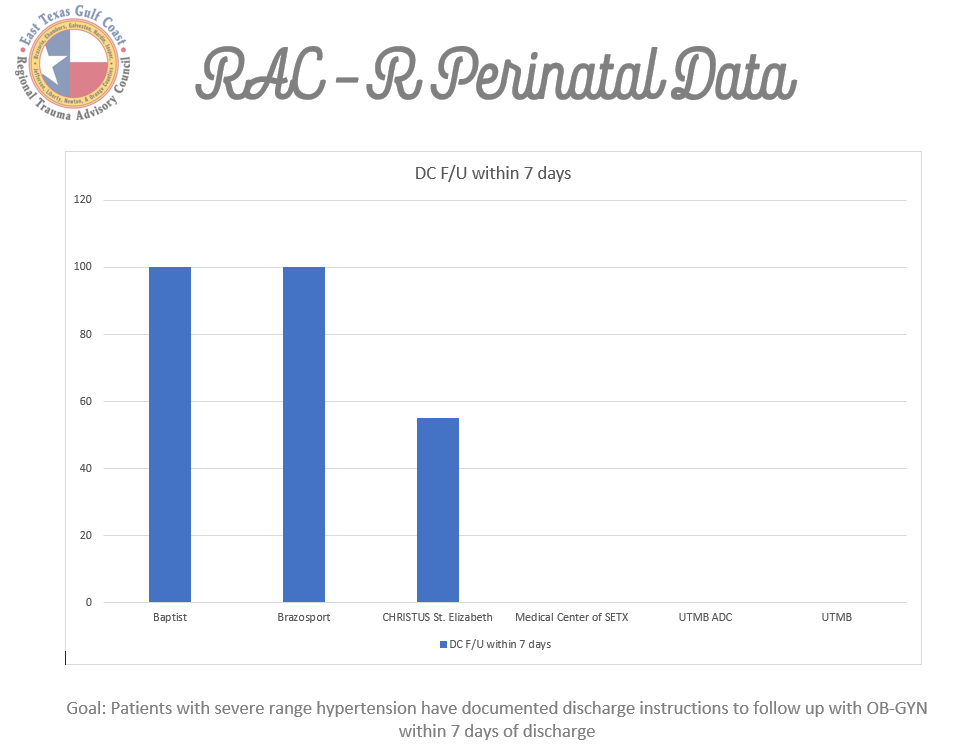 East Texas Gulf Coast
Regional Trauma Advisory Council
RAC – R Perinatal Data
DC F/U within 7 days
120
100
80
60
40
20
0
Baptist Brazosport CHRISTUS St. Elizabeth Medical Center of SETX UTMB ADC UTMB
DC F/U within 7 days
Goal: Patients with severe range hypertension have documented discharge instructions to follow up with OB-GYN
within 7 days of discharge